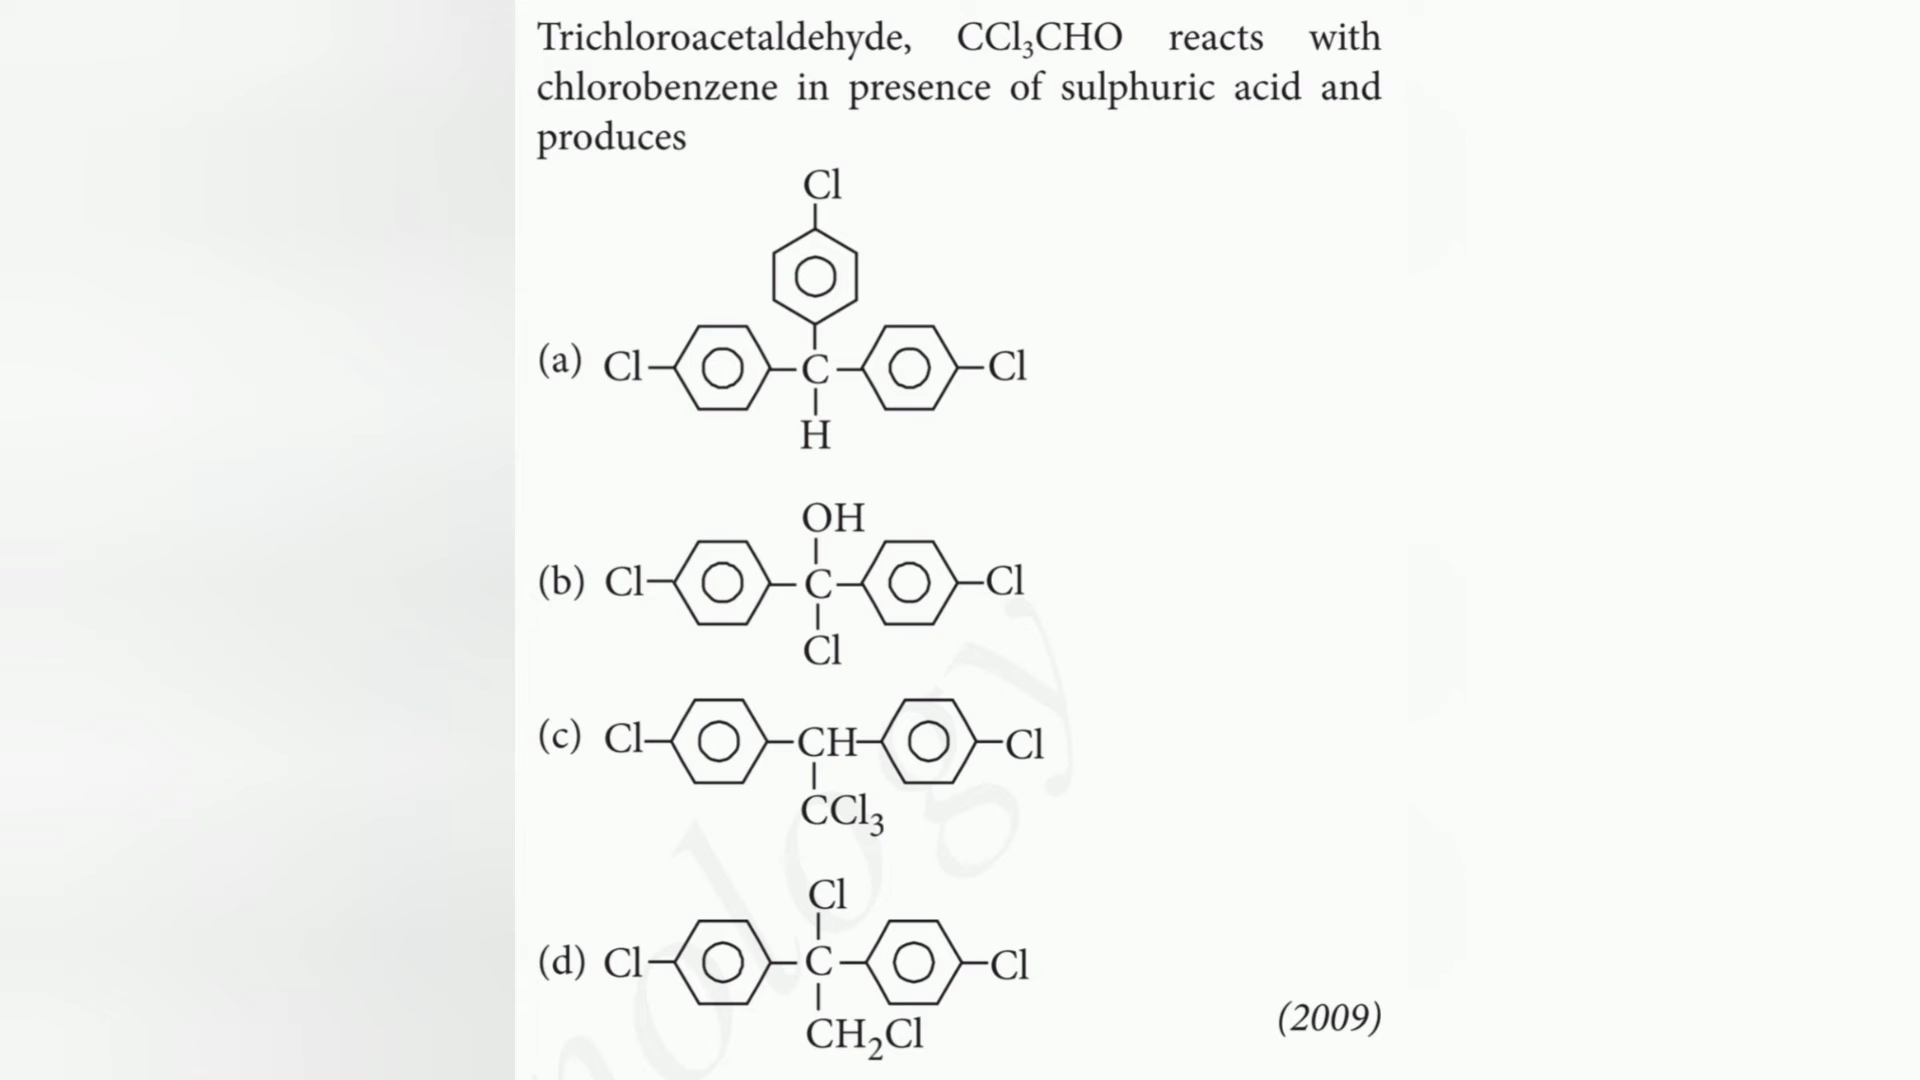 Trichloroacetaldehyde, CCl₃CHO reacts with
chlorobenzene in presence of sulphuric acid and
produces
Cl
(a) Cl C Cl
H
OH
(b) Cl C Cl
Cl
(c) Cl CH Cl
CCl₃
Cl
(d) Cl C Cl
CH₂Cl
(2009)
nology